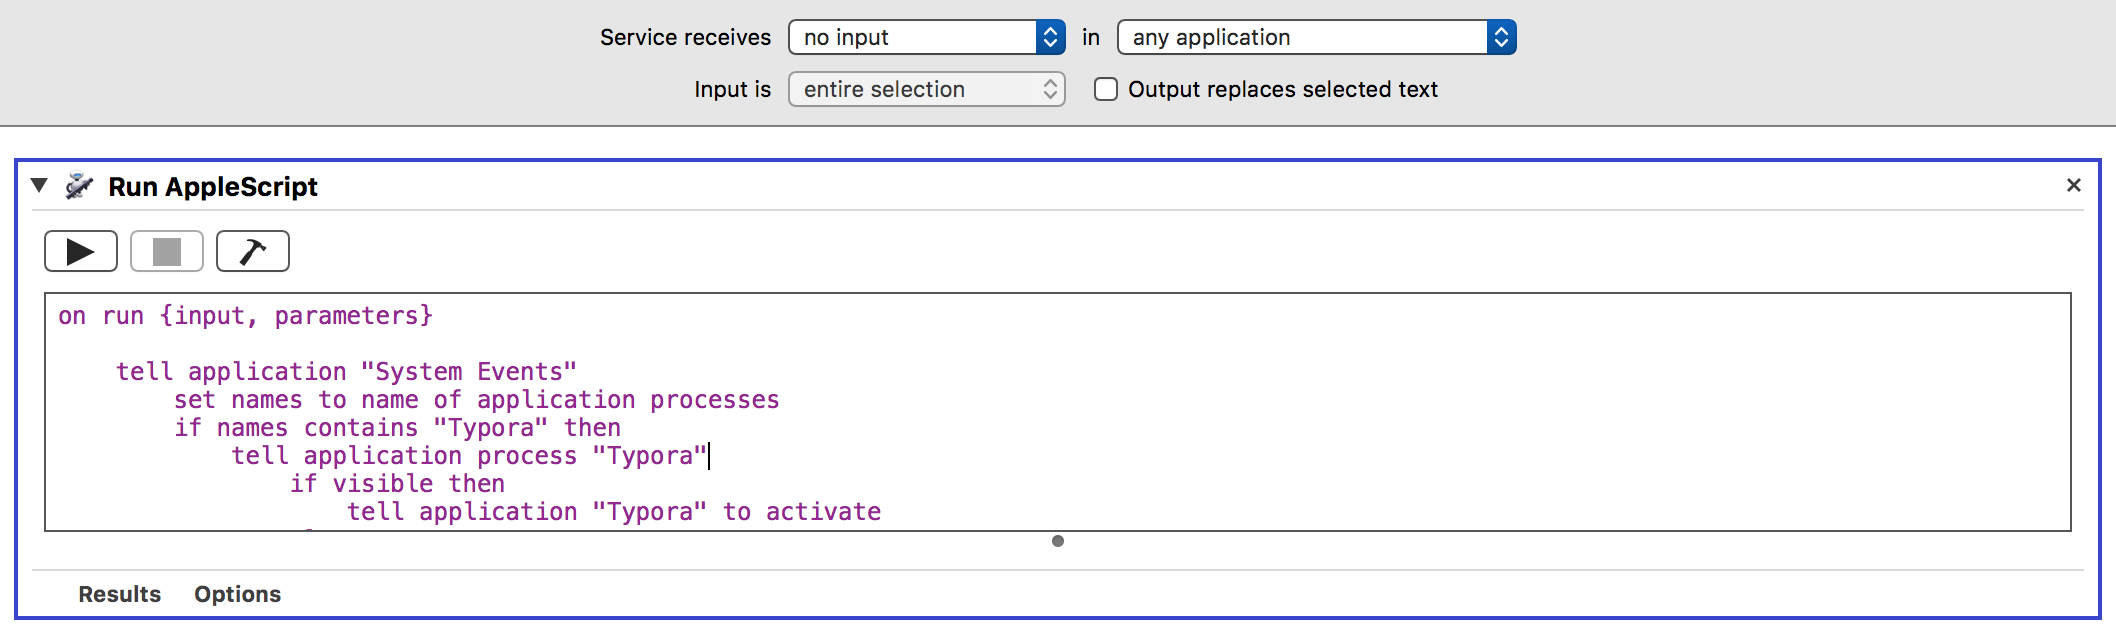 Service receives no input in any application
Input is entire selection Output replaces selected text
Run AppleScript
on run {input, parameters}
tell application "System Events"
set names to name of application processes
if names contains "Typora" then
tell application process "Typora"
if visible then
tell application "Typora" to activate
Results Options